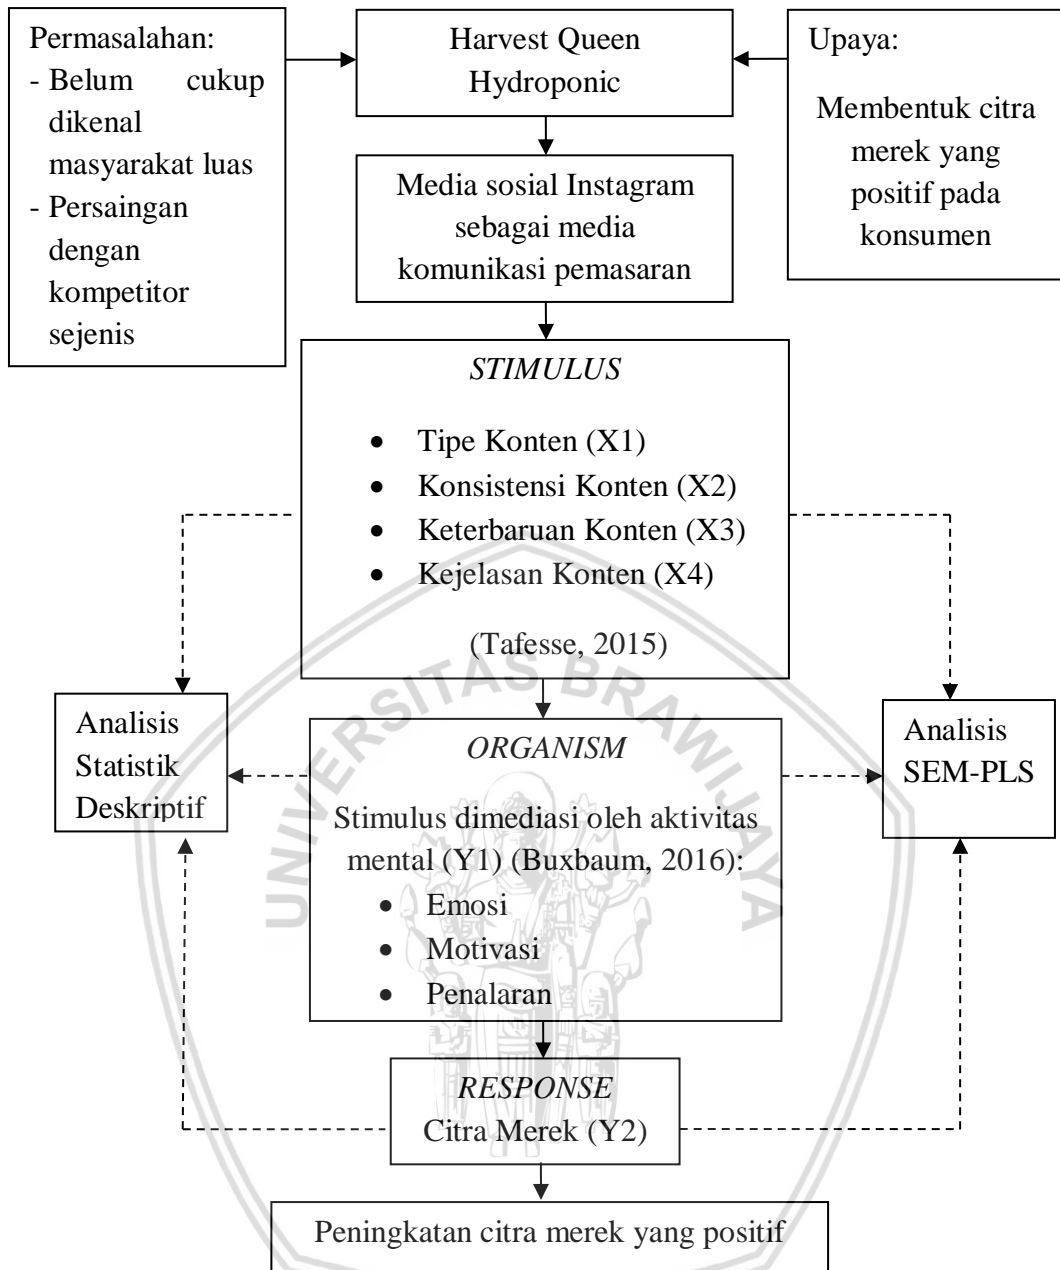 Permasalahan:
- Belum cukup
dikenal
masyarakat luas
- Persaingan
dengan
kompetitor
sejenis
Harvest Queen
Hydroponic
Upaya:
Membentuk citra
merek yang
positif pada
konsumen
Media sosial Instagram
sebagai media
komunikasi pemasaran
STIMULUS
• Tipe Konten (X1)
• Konsistensi Konten (X2)
• Keterbaruan Konten (X3)
• Kejelasan Konten (X4)
(Tafesse, 2015)
UNIVERSITAS BRAWIJAYA
Analisis
Statistik
Deskriptif
ORGANISM
Stimulus dimediasi oleh aktivitas
mental (Y1) (Buxbaum, 2016):
• Emosi
• Motivasi
• Penalaran
Analisis
SEM-PLS
RESPONSE
Citra Merek (Y2)
Peningkatan citra merek yang positif